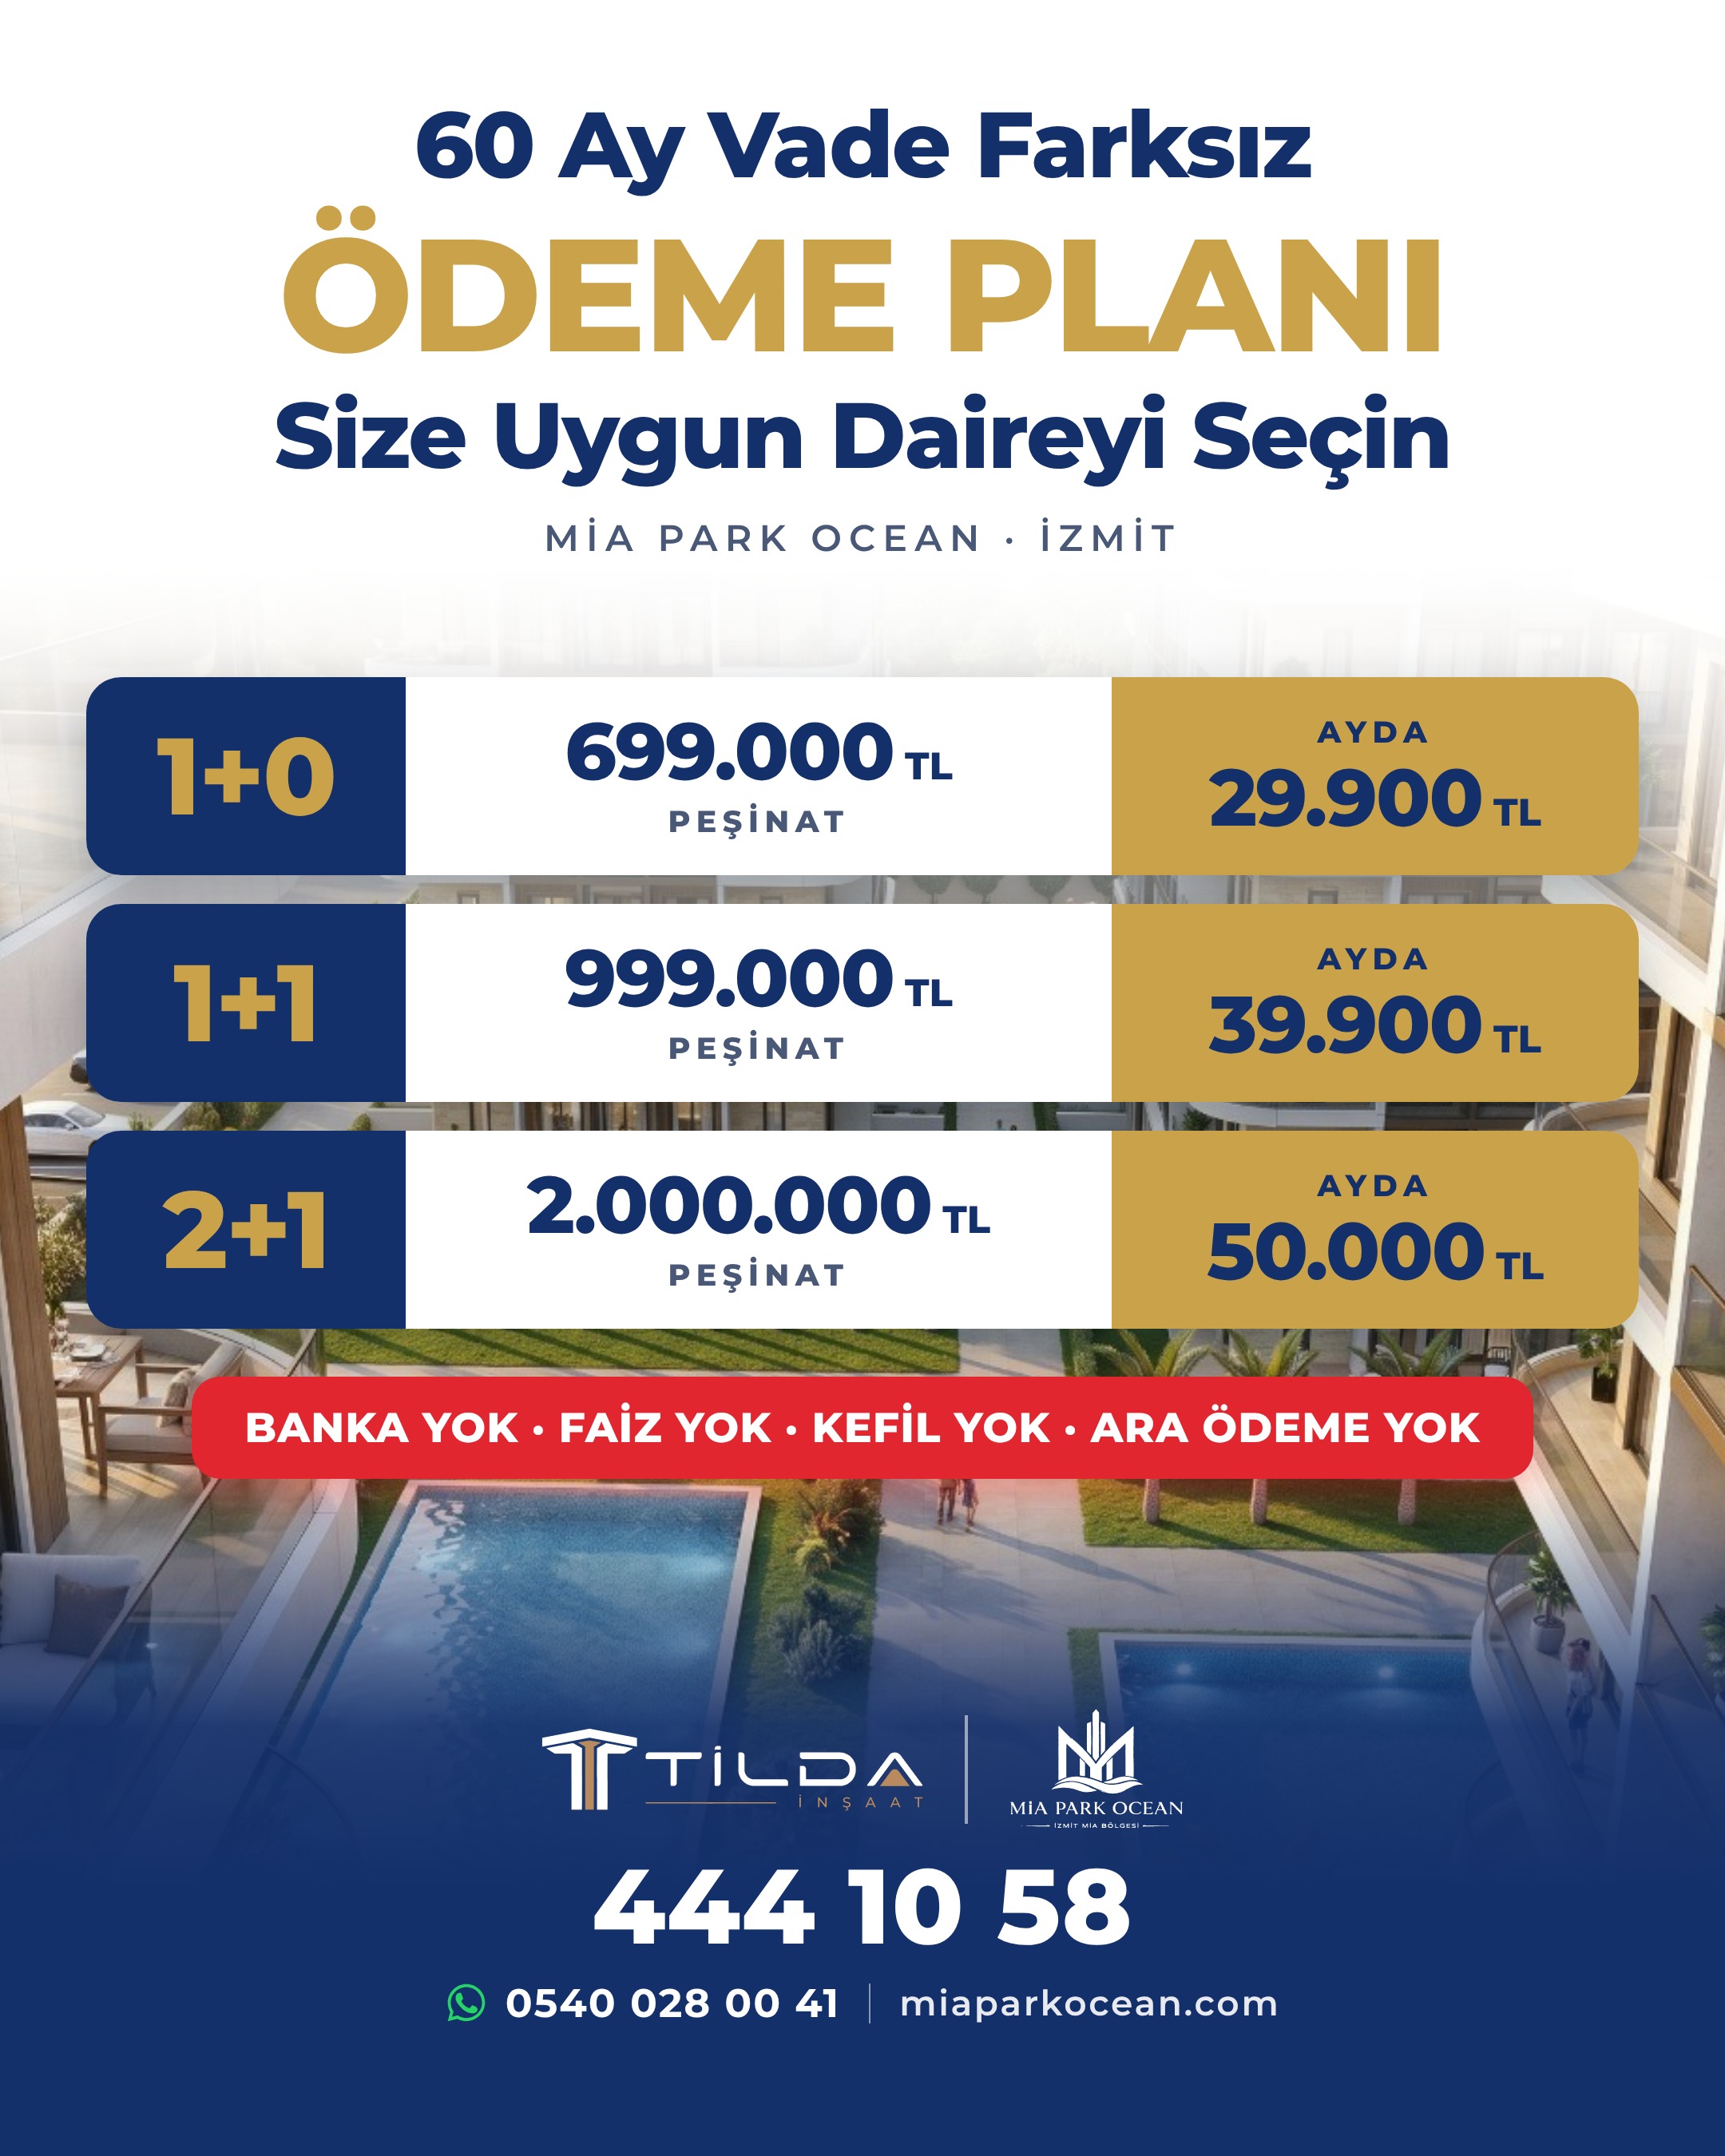 60 Ay Vade Farksız
ÖDEME PLANI
Size Uygun Daireyi Seçin
MİA PARK OCEAN · İZMİT
1+0
699.000 TL
PEŞİNAT
AYDA
29.900 TL
1+1
999.000 TL
PEŞİNAT
AYDA
39.900 TL
2+1
2.000.000 TL
PEŞİNAT
AYDA
50.000 TL
BANKA YOK • FAİZ YOK • KEFİL YOK • ARA ÖDEME YOK
TİLDA
İNŞAAT
MİA PARK OCEAN
İZMİT MİA BÖLGESİ
444 10 58
0540 028 00 41 | miaparkocean.com